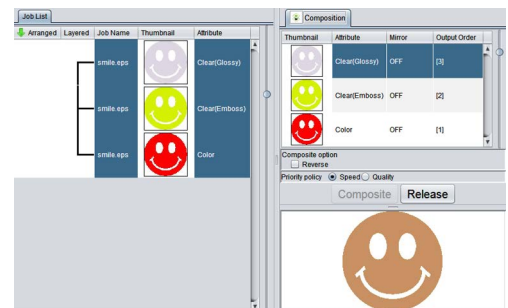 Job List
Arranged Layered Job Name Thumbnail Attribute
smile.eps Clear(Glossy)
smile.eps Clear(Emboss)
smile.eps Color
Composition
Thumbnail Attribute Mirror Output Order
Clear(Glossy) OFF [3]
Clear(Emboss) OFF [2]
Color OFF [1]
Composite option
Reverse
Priority policy Speed Quality
Composite Release